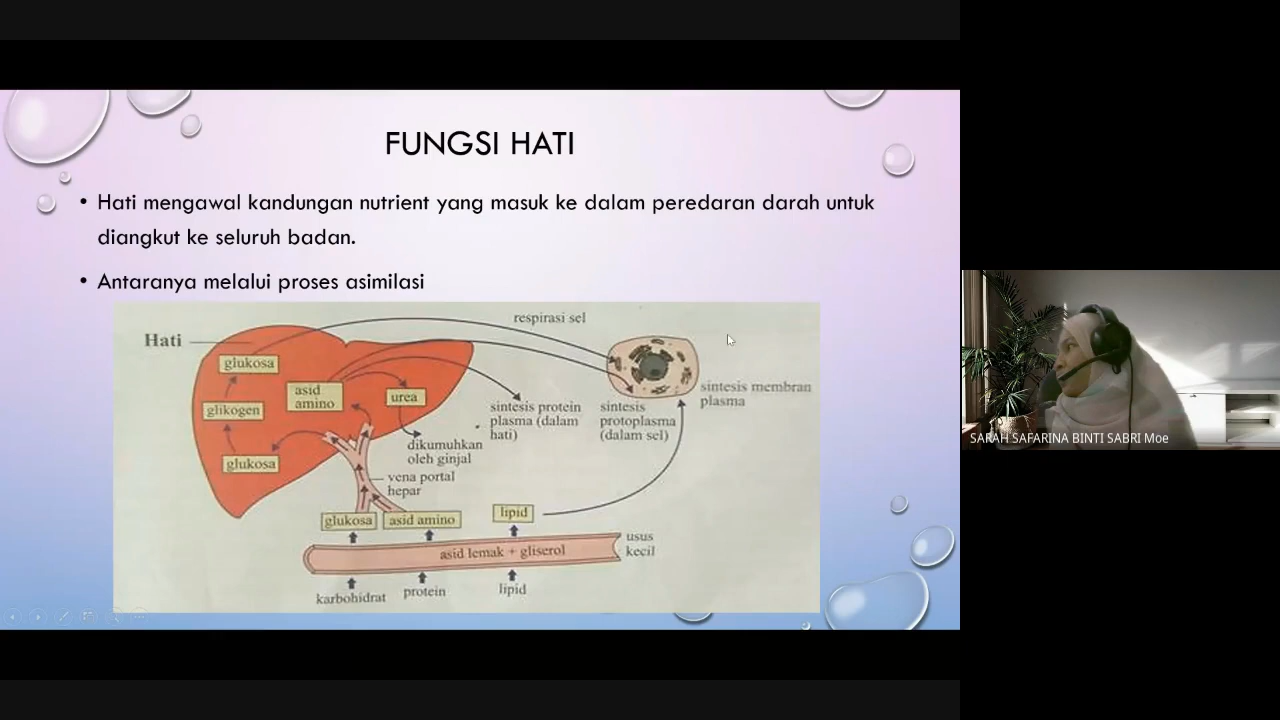 FUNGSI HATI
• Hati mengawal kandungan nutrient yang masuk ke dalam peredaran darah untuk
diangkut ke seluruh badan.
• Antaranya melalui proses asimilasi
respirasi sel
Hati
glukosa
asid
amino
urea
glikogen
glukosa
sintesis protein
plasma (dalam
hati)
sintesis
protoplasma
(dalam sel)
sintesis membran
plasma
dikumuhkan
oleh ginjal
vena portal
hepar
glukosa
asid amino
lipid
usus
kecil
asid lemak + gliserol
karbohidrat
protein
lipid
SARAH SAFARINA BINTI SABRI Moe